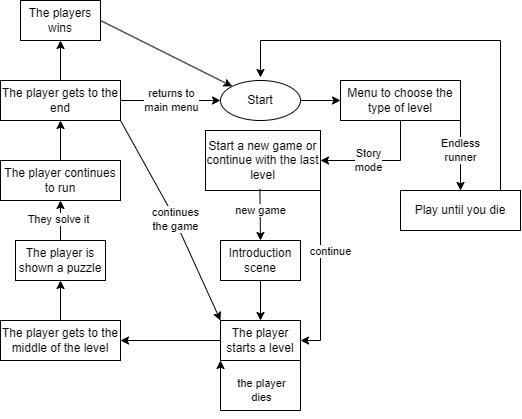 The players
wins
The player gets to the
end
returns to
main menu
Start
Menu to choose the
type of level
Start a new game or
continue with the last
level
Story
mode
Endless
runner
The player continues
to run
Play until you die
They solve it
continues
the game
new game
The player is
shown a puzzle
Introduction
scene
continue
The player gets to the
middle of the level
The player
starts a level
the player
dies